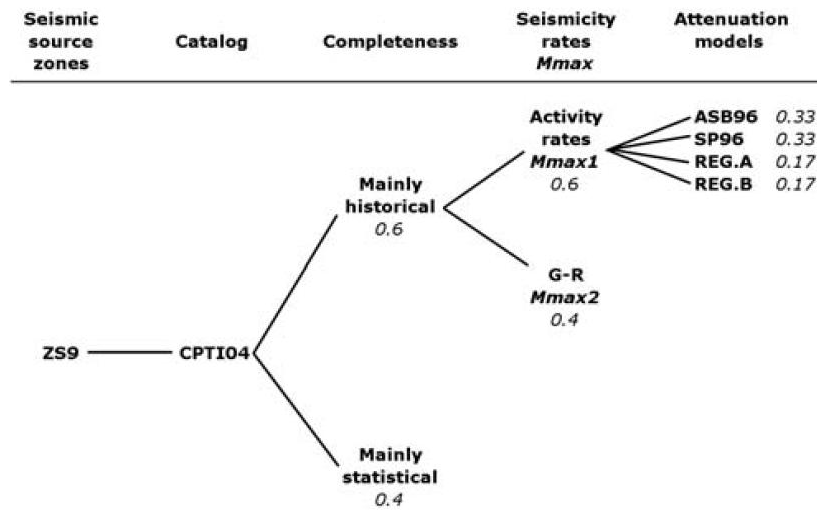 Seismic source zones
Catalog
Completeness
Seismicity rates Mmax
Attenuation models
Activity rates Mmax1 0.6
ASB96 0.33
SP96 0.33
REG.A 0.17
REG.B 0.17
Mainly historical 0.6
G-R Mmax2 0.4
ZS9
CPTI04
Mainly statistical 0.4